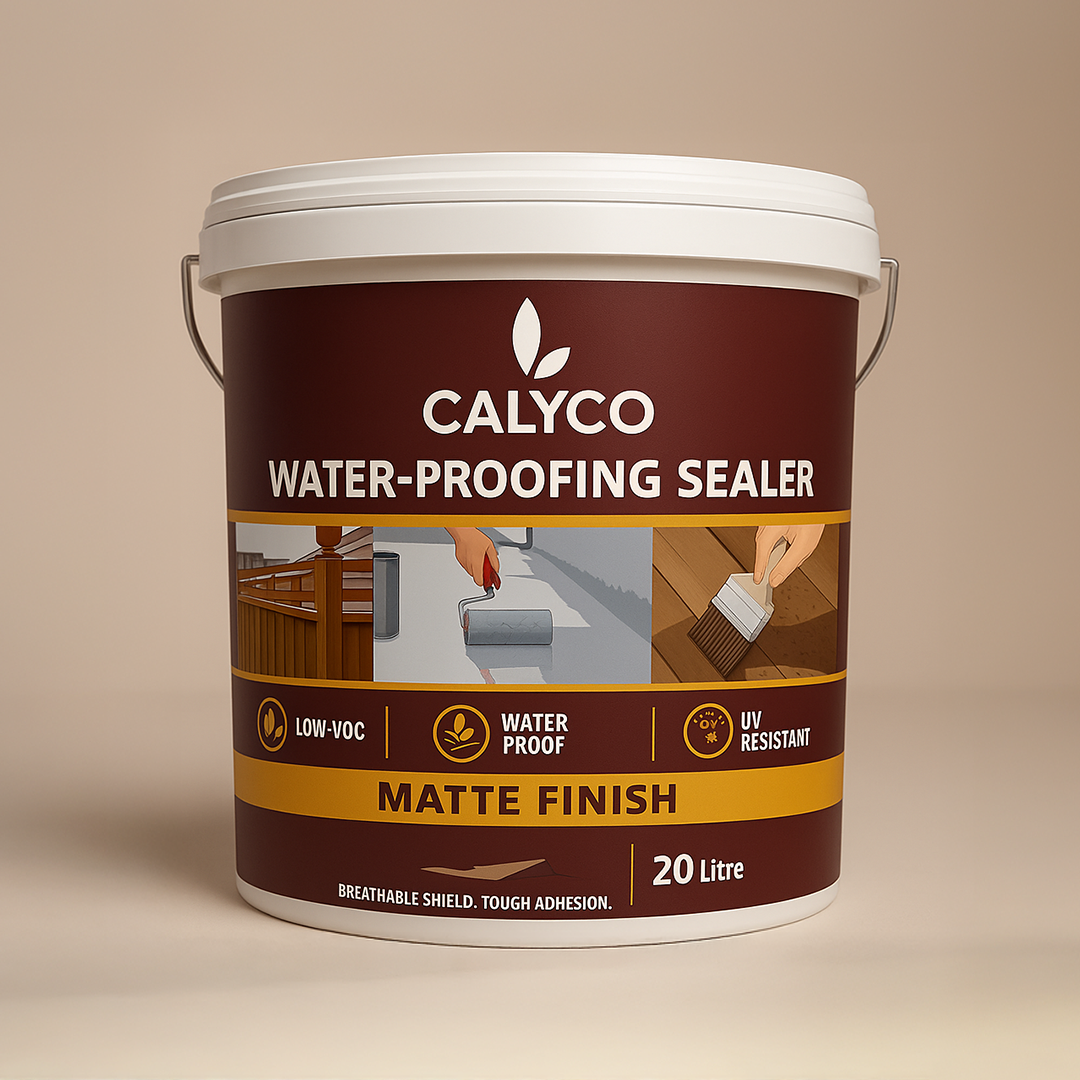 CALYCO
WATER-PROOFING SEALER
LOW-VOC
WATER
PROOF
UV
RESISTANT
MATTE FINISH
BREATHABLE SHIELD. TOUGH ADHESION.
20 Litre